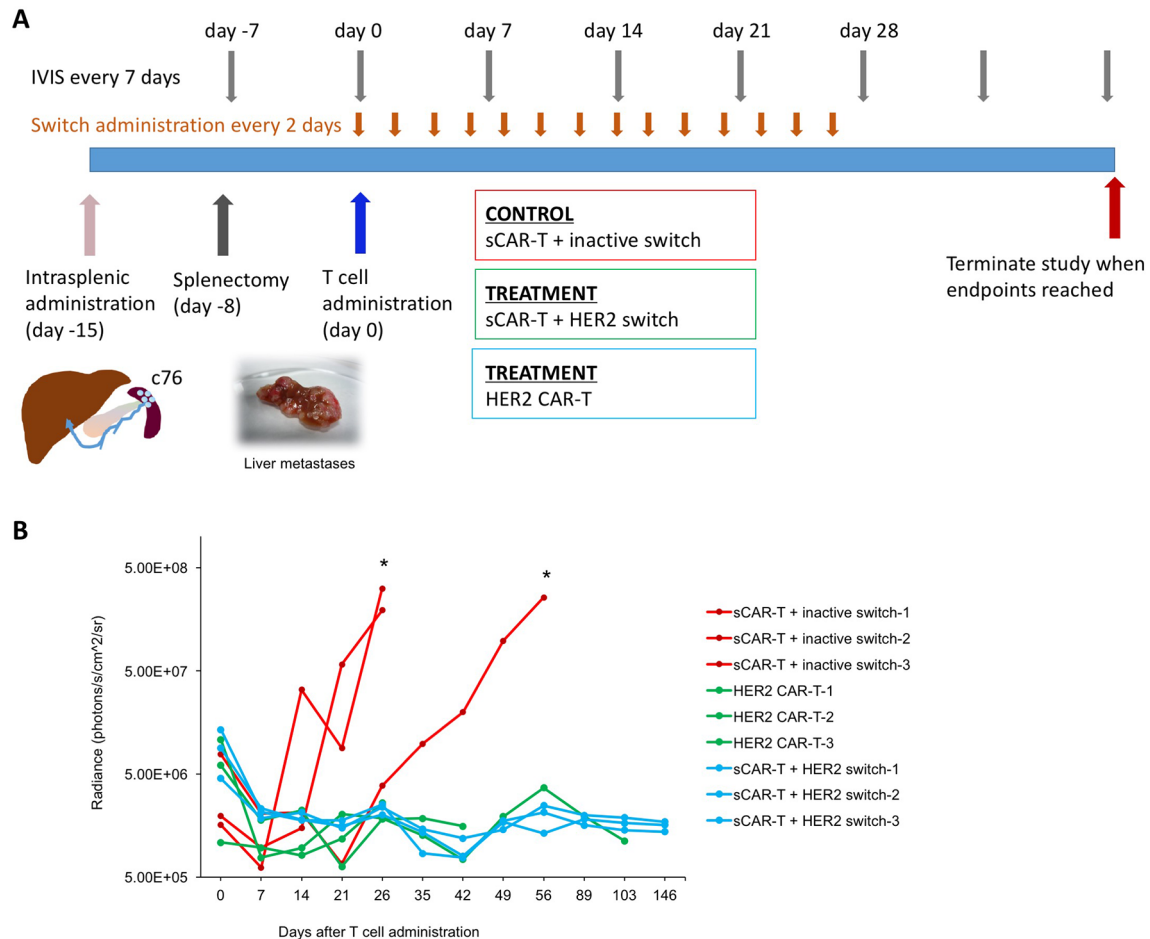 A
day -7
day 0
day 7
day 14
day 21
day 28
IVIS every 7 days
Switch administration every 2 days
CONTROL
sCAR-T + inactive switch
TREATMENT
sCAR-T + HER2 switch
TREATMENT
HER2 CAR-T
Intrasplenic
administration
(day -15)
Splenectomy
(day -8)
T cell
administration
(day 0)
Terminate study when
endpoints reached
c76
Liver metastases
B
Radiance (photons/s/cm^2/sr)
5.00E+08
5.00E+07
5.00E+06
5.00E+05
*
*
0 7 14 21 26 35 42 49 56 89 103 146
Days after T cell administration
sCAR-T + inactive switch-1
sCAR-T + inactive switch-2
sCAR-T + inactive switch-3
HER2 CAR-T-1
HER2 CAR-T-2
HER2 CAR-T-3
sCAR-T + HER2 switch-1
sCAR-T + HER2 switch-2
sCAR-T + HER2 switch-3